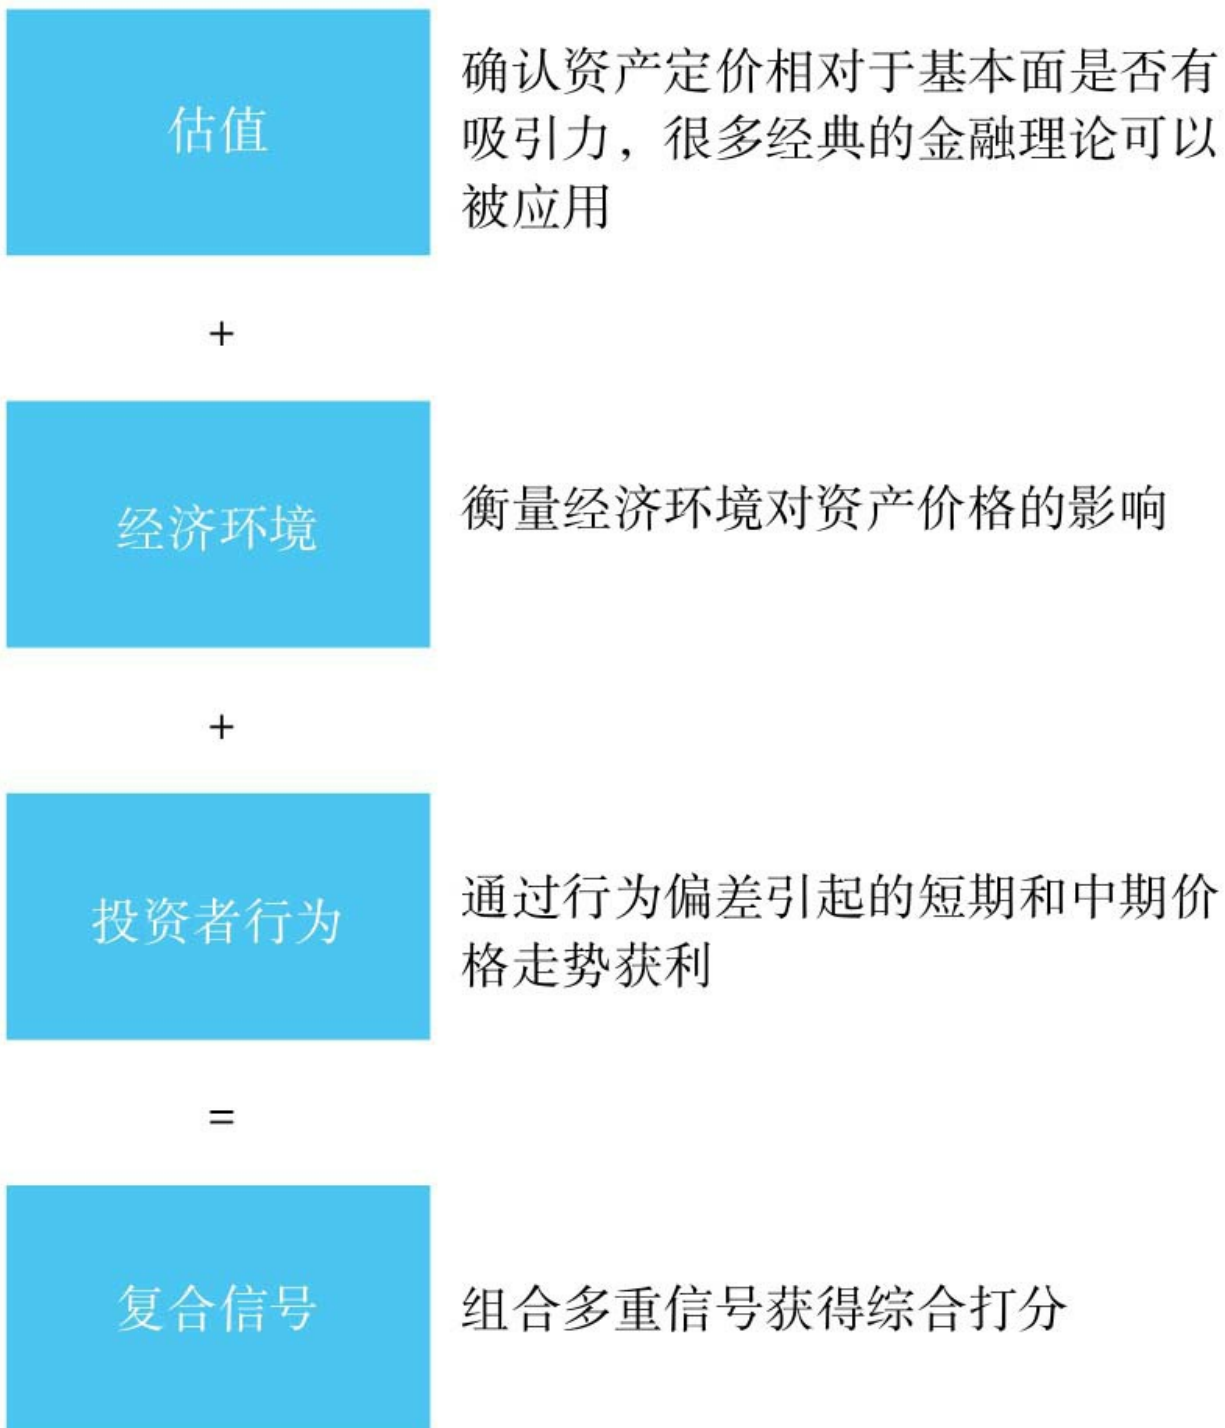 估值
确认资产定价相对于基本面是否有
吸引力，很多经典的金融理论可以
被应用
+
经济环境
衡量经济环境对资产价格的影响
+
投资者行为
通过行为偏差引起的短期和中期价
格走势获利
=
复合信号
组合多重信号获得综合打分